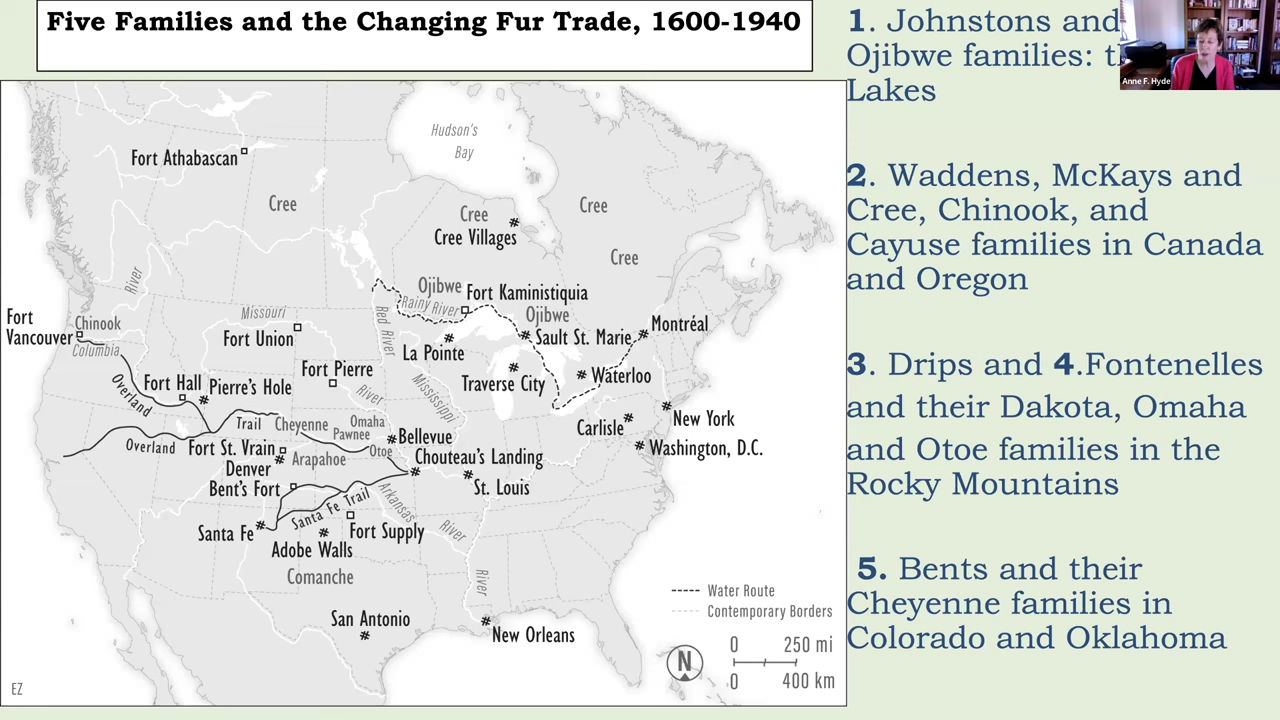 Five Families and the Changing Fur Trade, 1600-1940
1. Johnstons and
Ojibwe families:
Lakes
2. Waddens, McKays and
Cree, Chinook, and
Cayuse families in Canada
and Oregon
3. Drips and 4.Fontenelles
and their Dakota, Omaha
and Otoe families in the
Rocky Mountains
5. Bents and their
Cheyenne families in
Colorado and Oklahoma
Anne F. Hyde
Hudson's
Bay
Fort Athabascan
Cree
Cree
Cree Villages
Cree
Cree
River
Ojibwe
Fort Kaministiquia
Rainy River
Ojibwe
Missouri
Red River
Fort
Vancouver
Chinook
Columbia
Fort Union
Sault St. Marie
Montréal
La Pointe
Fort Pierre
Traverse City
Waterloo
Fort Hall
Pierre's Hole
Overland
River
Mississippi
New York
Trail
Cheyenne
Omaha
Pawnee
Otoe
Bellevue
Carlisle
Washington, D.C.
Overland
Fort St. Vrain
Denver
Arapahoe
Chouteau's Landing
Bent's Fort
St. Louis
Santa Fe Trail
Arkansas
River
Santa Fe
Fort Supply
Adobe Walls
Comanche
River
San Antonio
New Orleans
Water Route
Contemporary Borders
N
0 250 mi
0 400 km
EZ